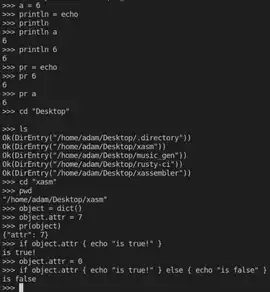 >>> a = 6
>>> println = echo
>>> println
>>> println a
6
>>> println 6
6
>>> pr = echo
>>> pr 6
6
>>> pr a
6
>>> cd "Desktop"

>>> ls
Ok(DirEntry("/home/adam/Desktop/.directory"))
Ok(DirEntry("/home/adam/Desktop/xasm"))
Ok(DirEntry("/home/adam/Desktop/music_gen"))
Ok(DirEntry("/home/adam/Desktop/rusty-ci"))
Ok(DirEntry("/home/adam/Desktop/xassembler"))
>>> cd "xasm"
>>> pwd
"/home/adam/Desktop/xasm"
>>> object = dict()
>>> object.attr = 7
>>> pr(object)
{"attr": 7}
>>> if object.attr { echo "is true!" }
is true!
>>> object.attr = 0
>>> if object.attr { echo "is true!" } else { echo "is false" }
is false
>>>